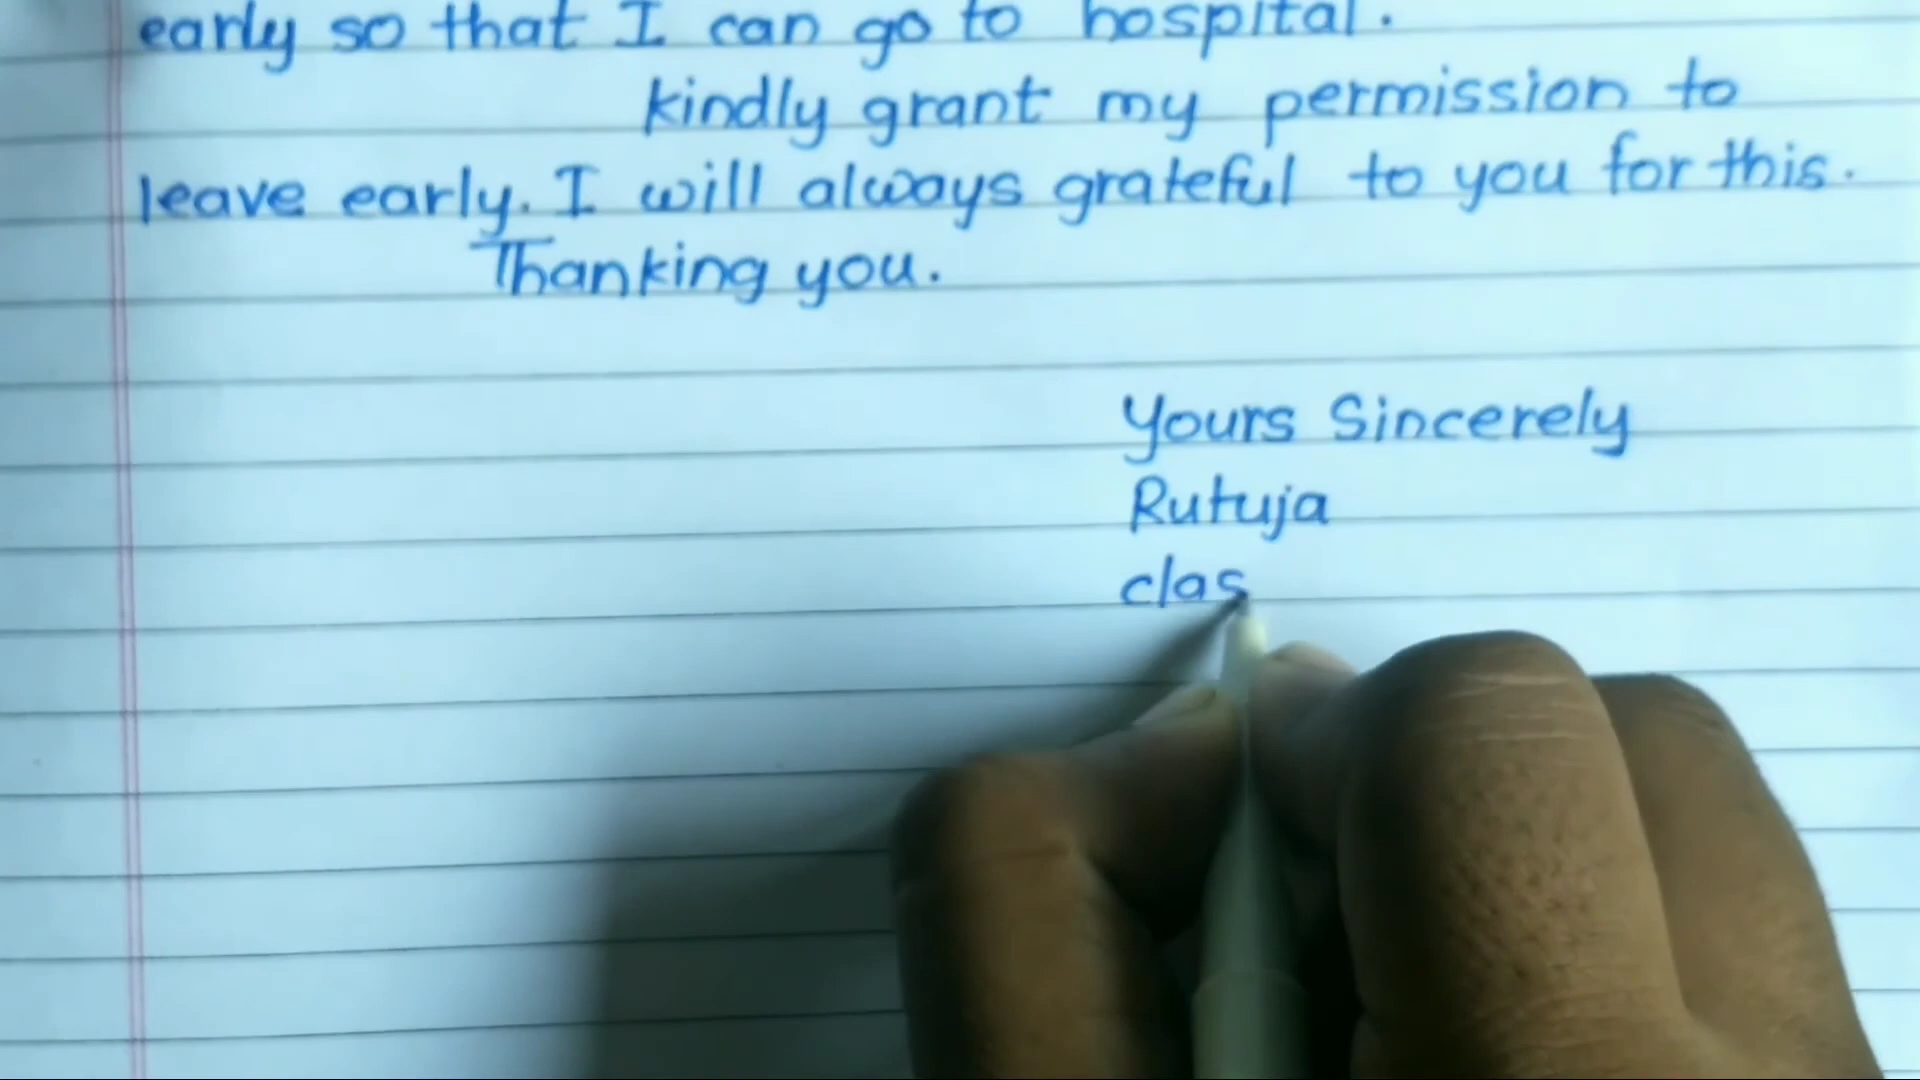 early so that I can go to hospital.
kindly grant my permission to
leave early. I will always grateful to you for this.
Thanking you.
Yours Sincerely
Rutuja
clas